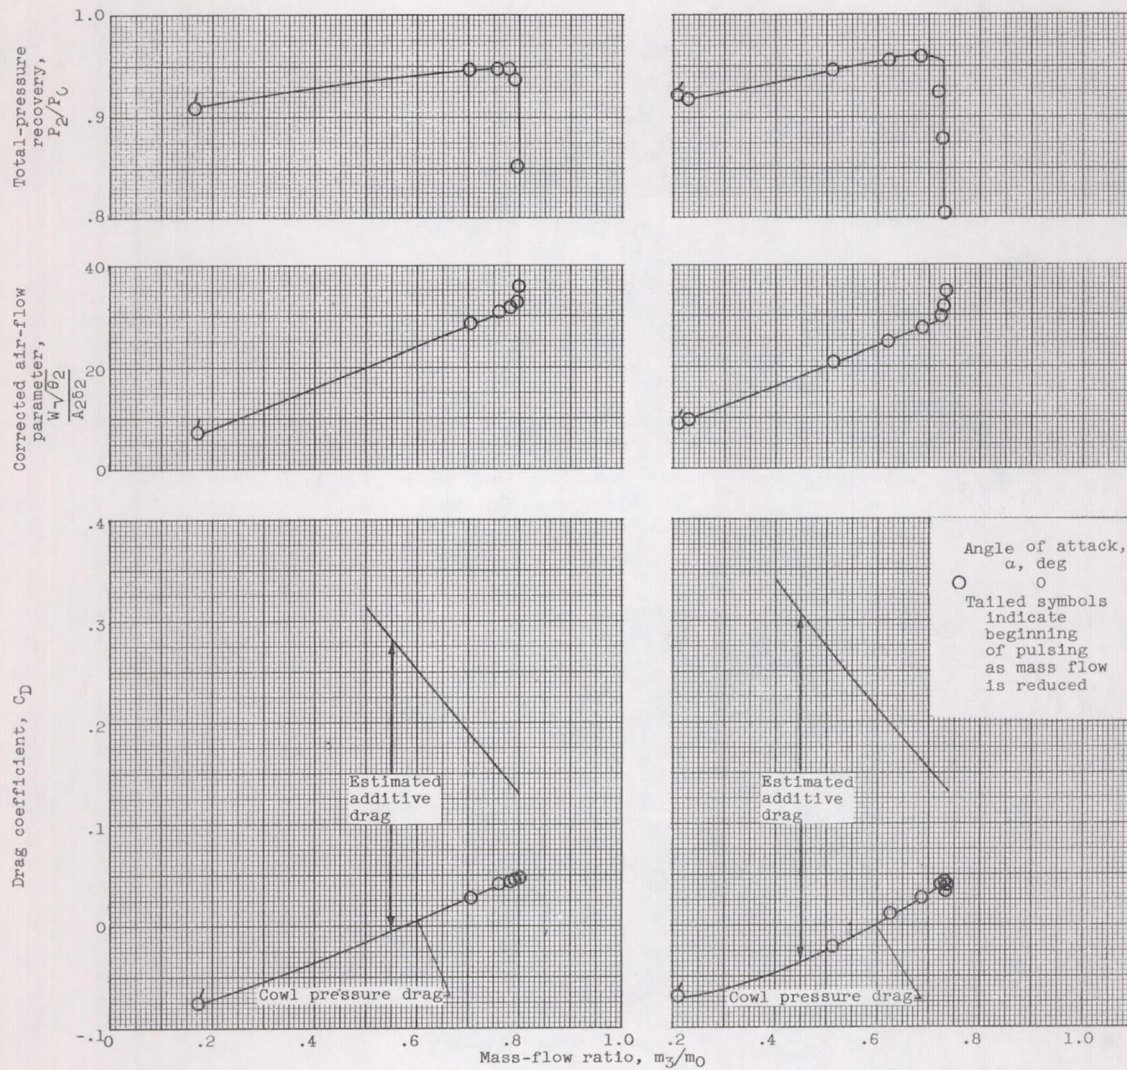 Total-pressure
recovery,
P2/P0
1.0
.9
.8
Corrected air-flow
parameter,
W√θ2
A2δ2
40
20
0
Drag coefficient, CD
.4
.3
.2
.1
0
-.1
Estimated
additive
drag
Cowl pressure drag
Estimated
additive
drag
Cowl pressure drag
Angle of attack,
α, deg
0
Tailed symbols
indicate
beginning
of pulsing
as mass flow
is reduced
0 .2 .4 .6 .8 1.0 .2 .4 .6 .8 1.0
Mass-flow ratio, m3/m0